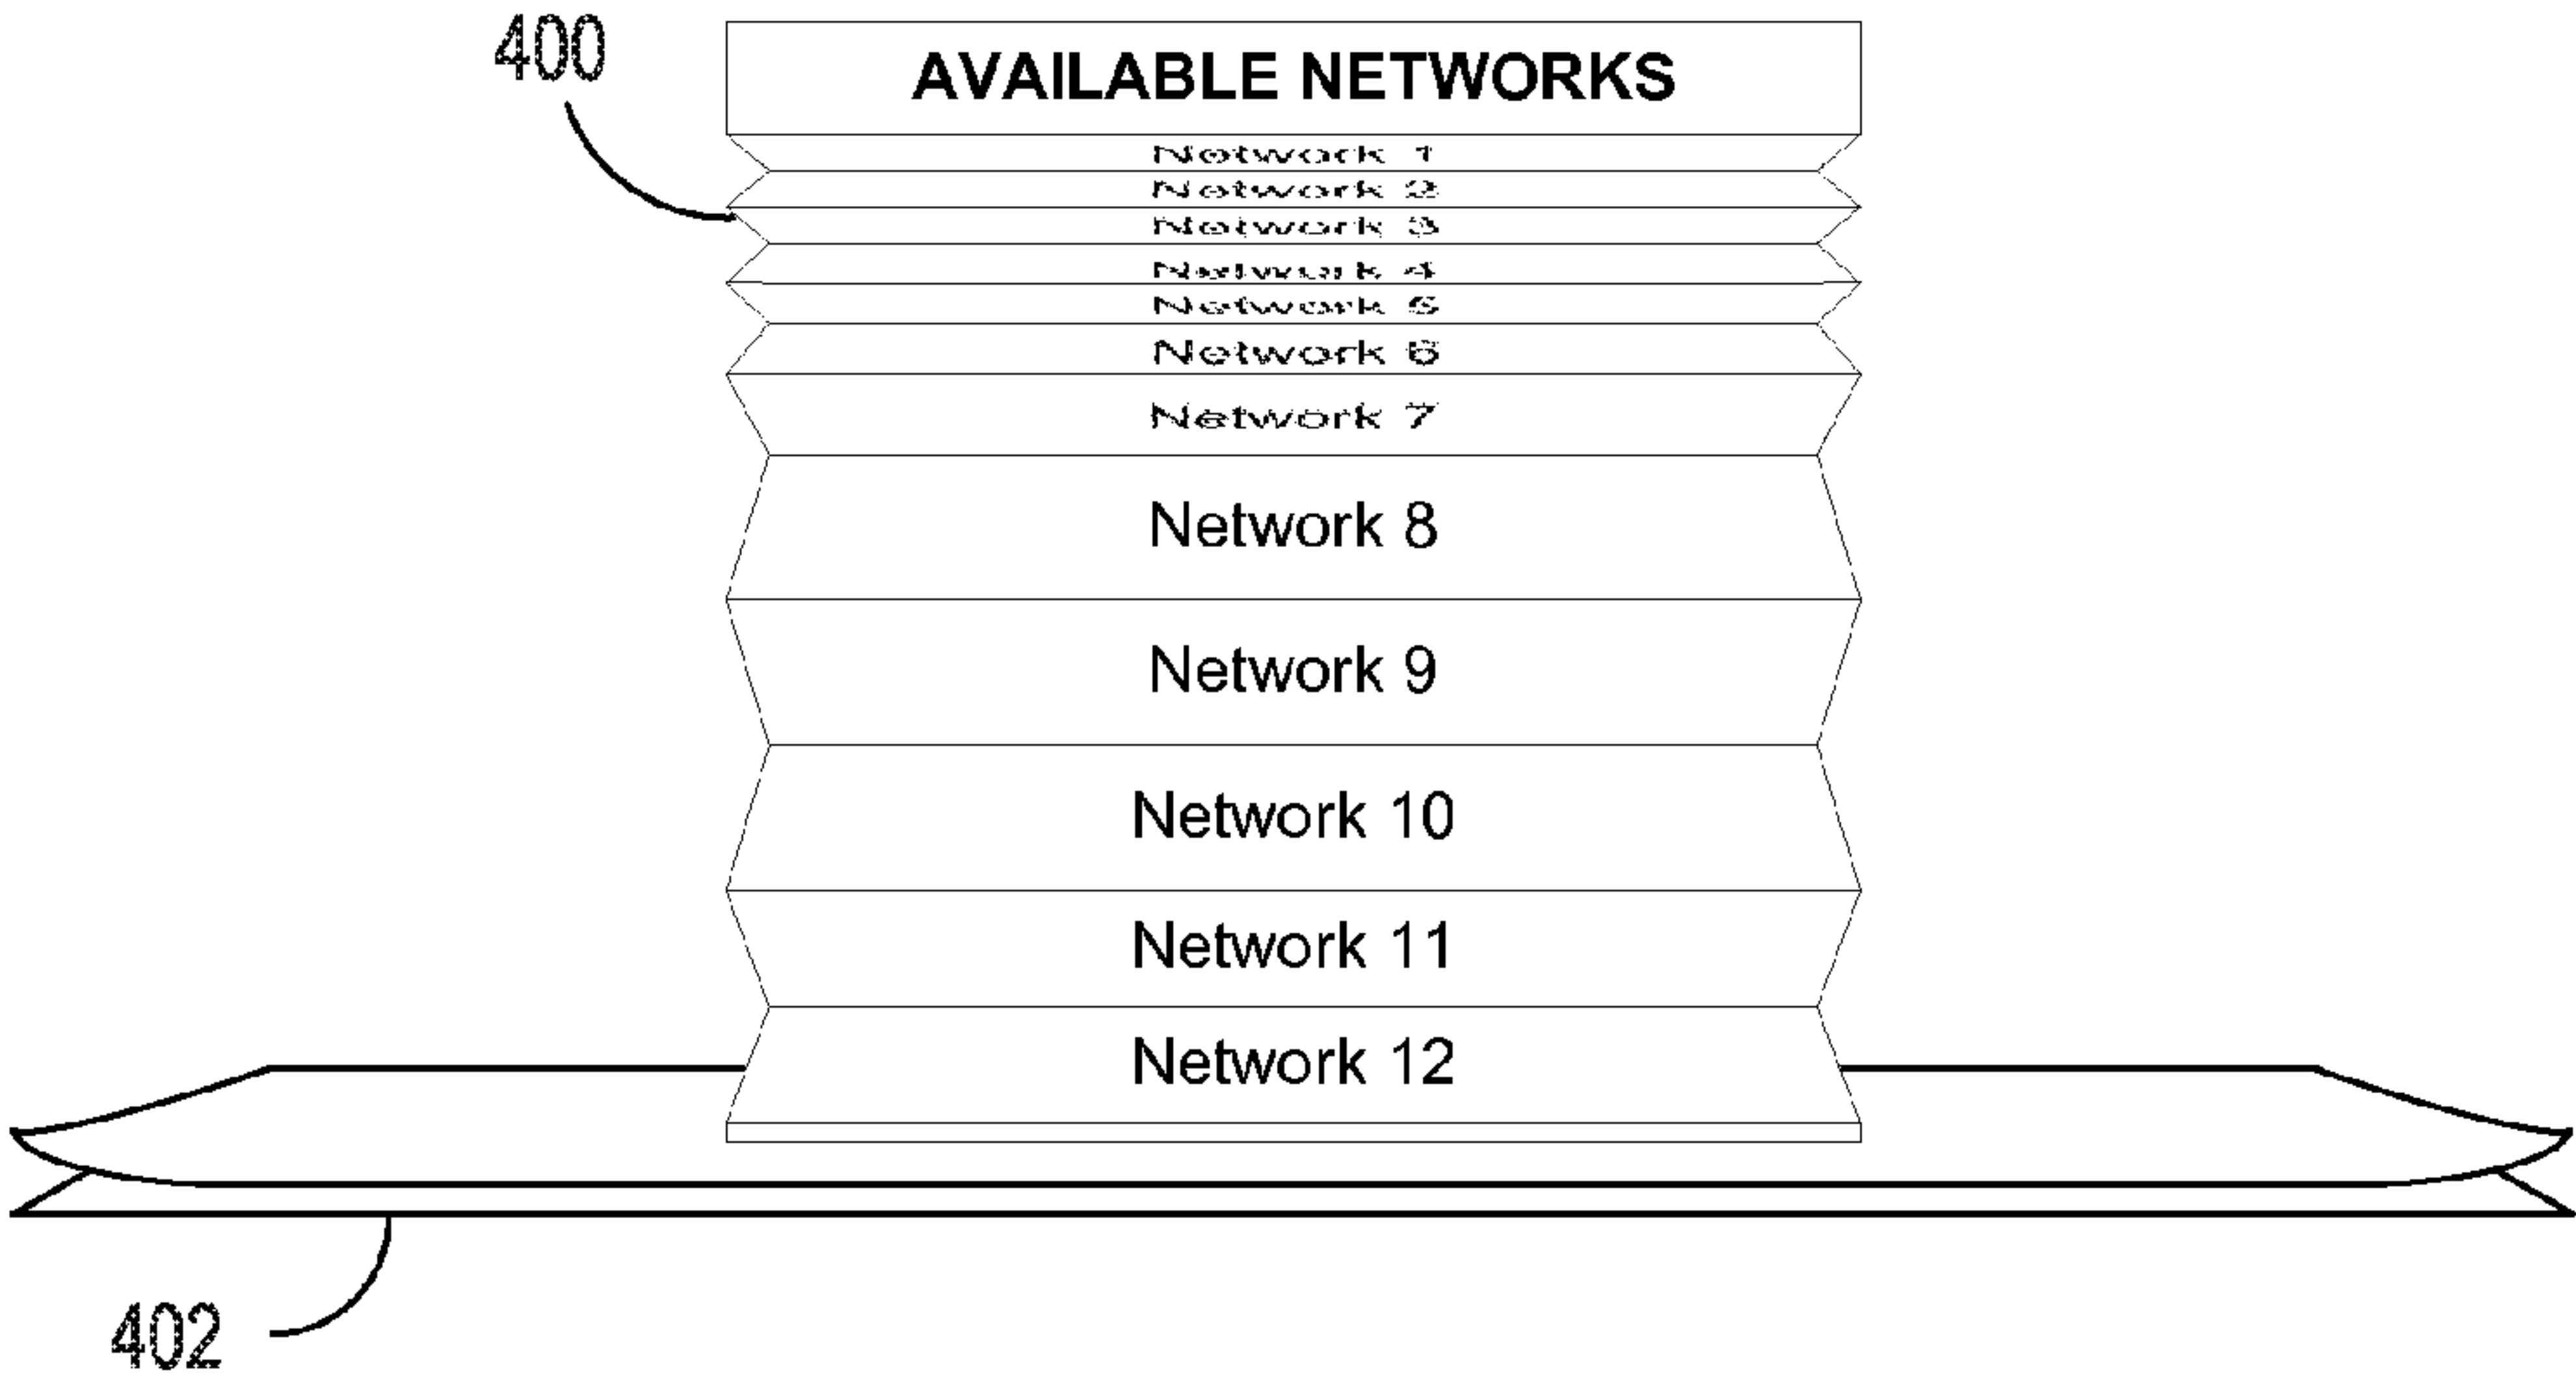 400
AVAILABLE NETWORKS
Network 1
Network 2
Network 3
Network 4
Network 5
Network 6
Network 7
Network 8
Network 9
Network 10
Network 11
Network 12
402